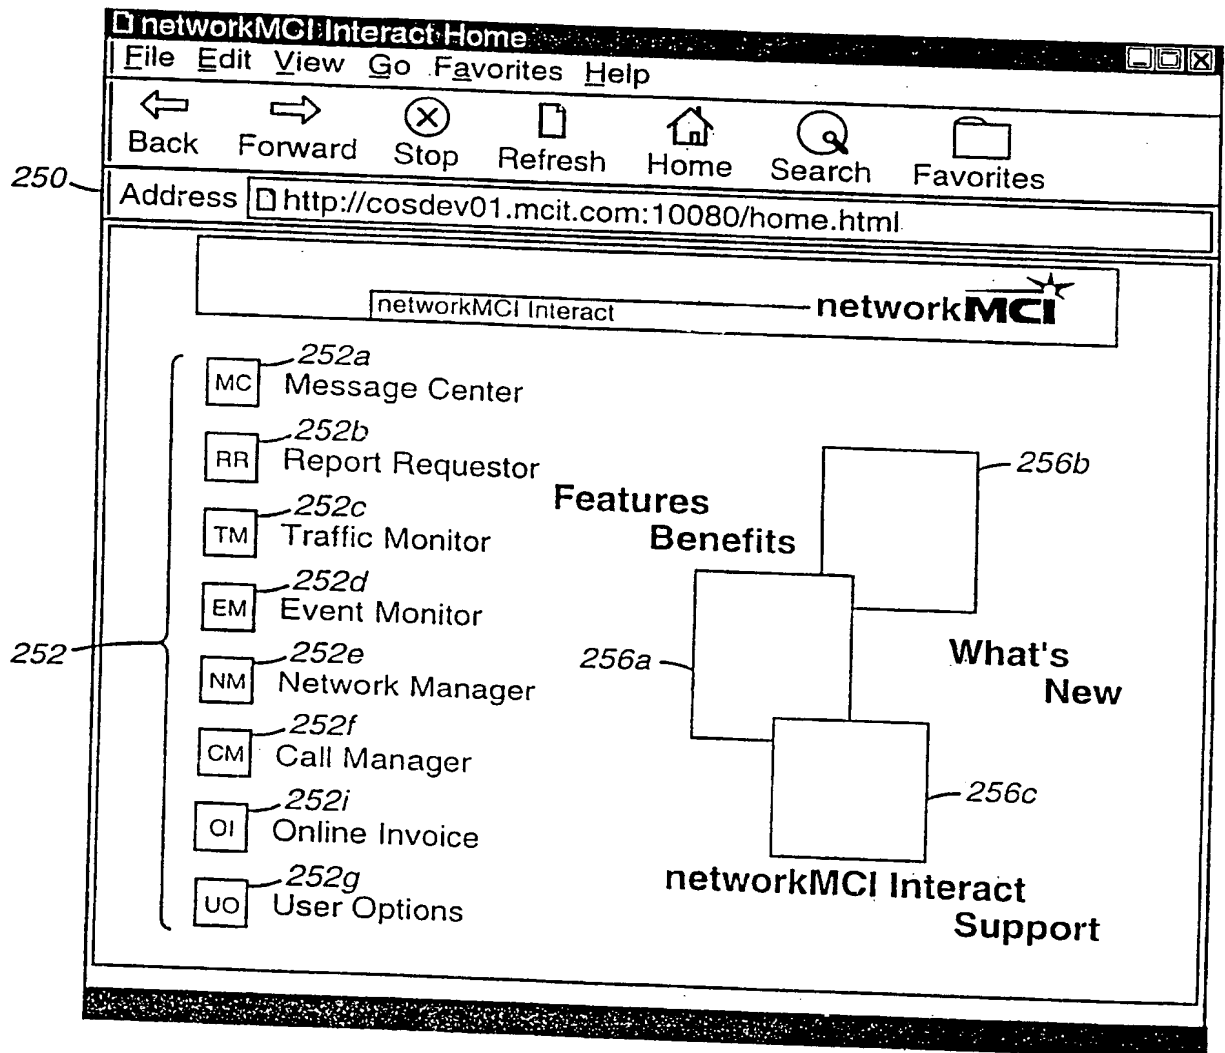 networkMCI Interact Home
File Edit View Go Favorites Help
Back Forward Stop Refresh Home Search Favorites
250
Address http://cosdev01.mcit.com:10080/home.html
networkMCI Interact
networkMCI
252
MC 252a
Message Center
RR 252b
Report Requestor
TM 252c
Traffic Monitor
EM 252d
Event Monitor
NM 252e
Network Manager
CM 252f
Call Manager
OI 252i
Online Invoice
UO 252g
User Options
Features
Benefits
256b
256a
What's
New
256c
networkMCI Interact
Support